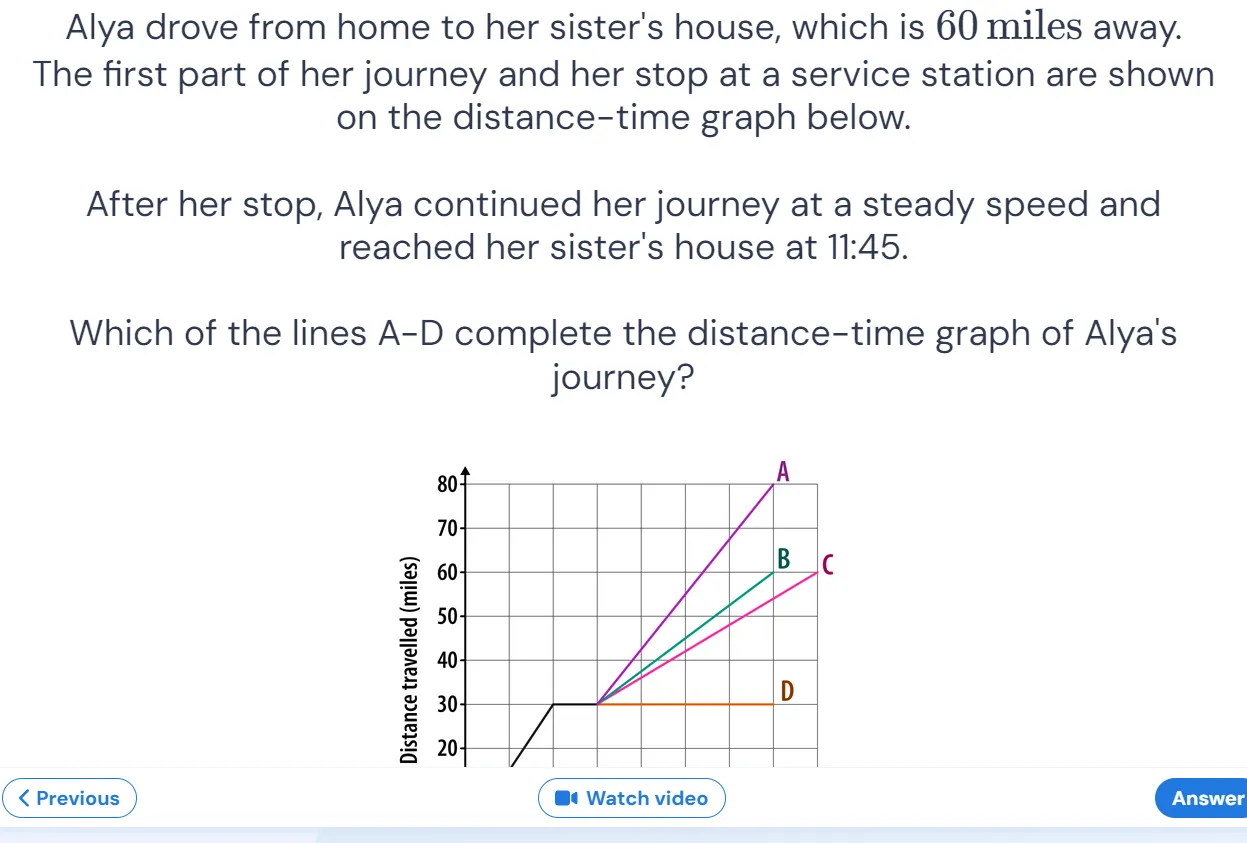 Alya drove from home to her sister's house, which is 60 miles away.
The first part of her journey and her stop at a service station are shown
on the distance-time graph below.
After her stop, Alya continued her journey at a steady speed and
reached her sister's house at 11:45.
Which of the lines A-D complete the distance-time graph of Alya's
journey?
A
80
70
B
C
60
50
40
D
30
20
Distance travelled (miles)
Previous
Watch video
Answer